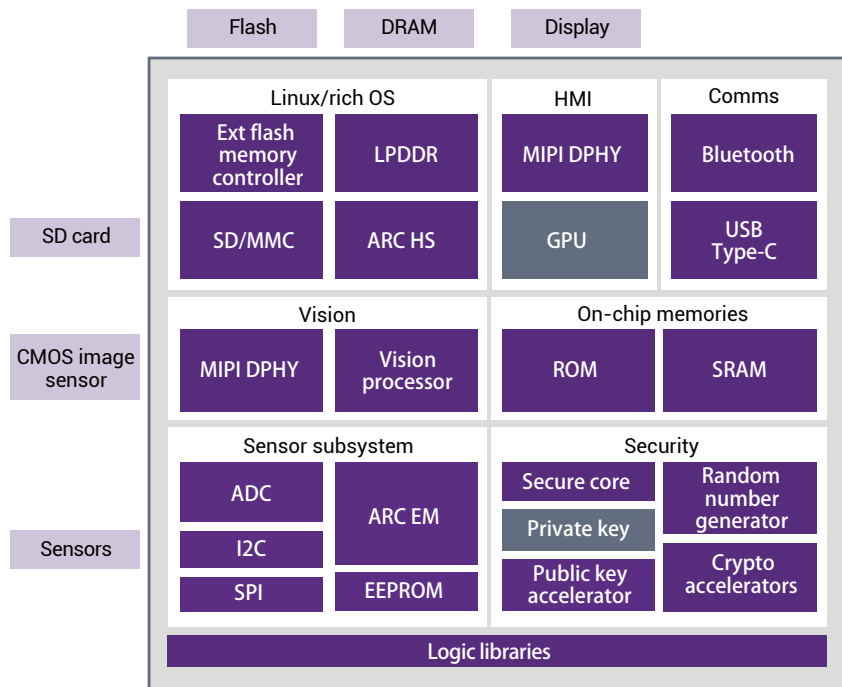 Flash
DRAM
Display
Linux/rich OS
HMI
Comms
Ext flash
memory
controller
LPDDR
MIPI DPHY
Bluetooth
SD card
SD/MMC
ARC HS
GPU
USB
Type-C
Vision
On-chip memories
CMOS image
sensor
MIPI DPHY
Vision
processor
ROM
SRAM
Sensor subsystem
Security
Sensors
ADC
I2C
SPI
ARC EM
EEPROM
Secure core
Private key
Public key
accelerator
Random
number
generator
Crypto
accelerators
Logic libraries